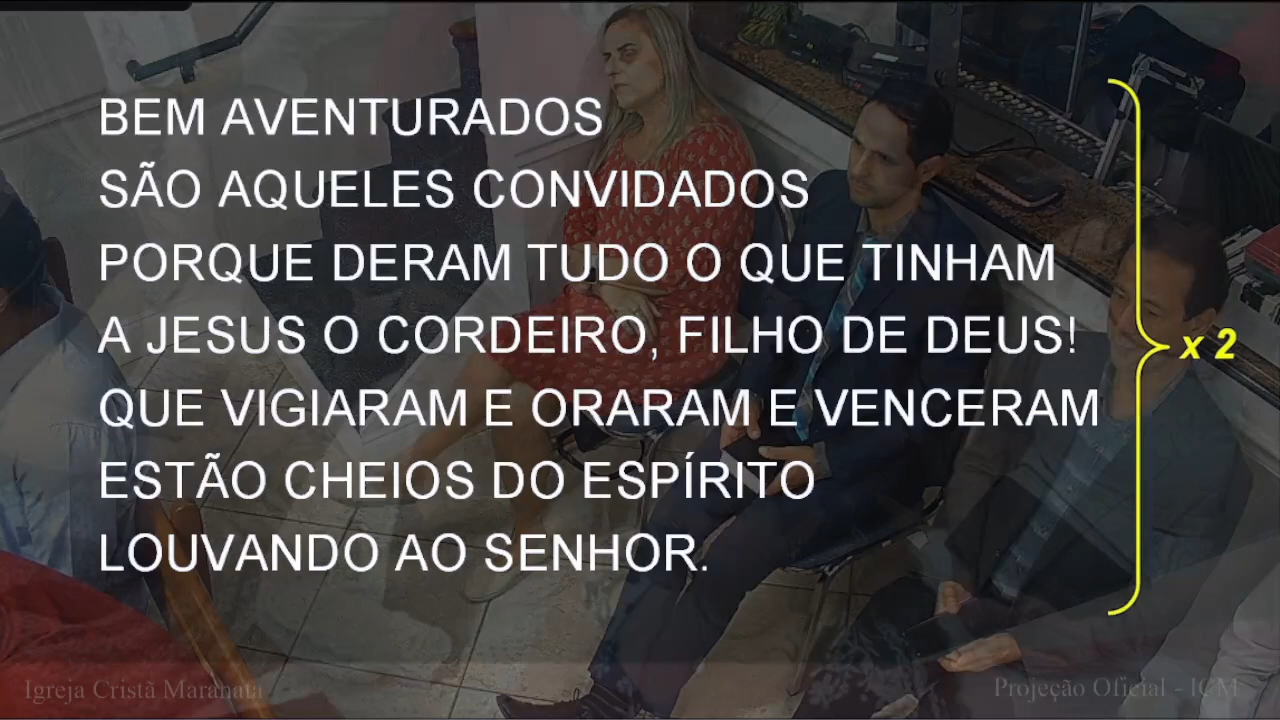 BEM AVENTURADOS
SÃO AQUELES CONVIDADOS
PORQUE DERAM TUDO O QUE TINHAM
A JESUS O CORDEIRO, FILHO DE DEUS!
QUE VIGIARAM E ORARAM E VENCERAM
ESTÃO CHEIOS DO ESPÍRITO
LOUVANDO AO SENHOR.
x 2
Igreja Cristã Maranata
Projeção Oficial - ICM